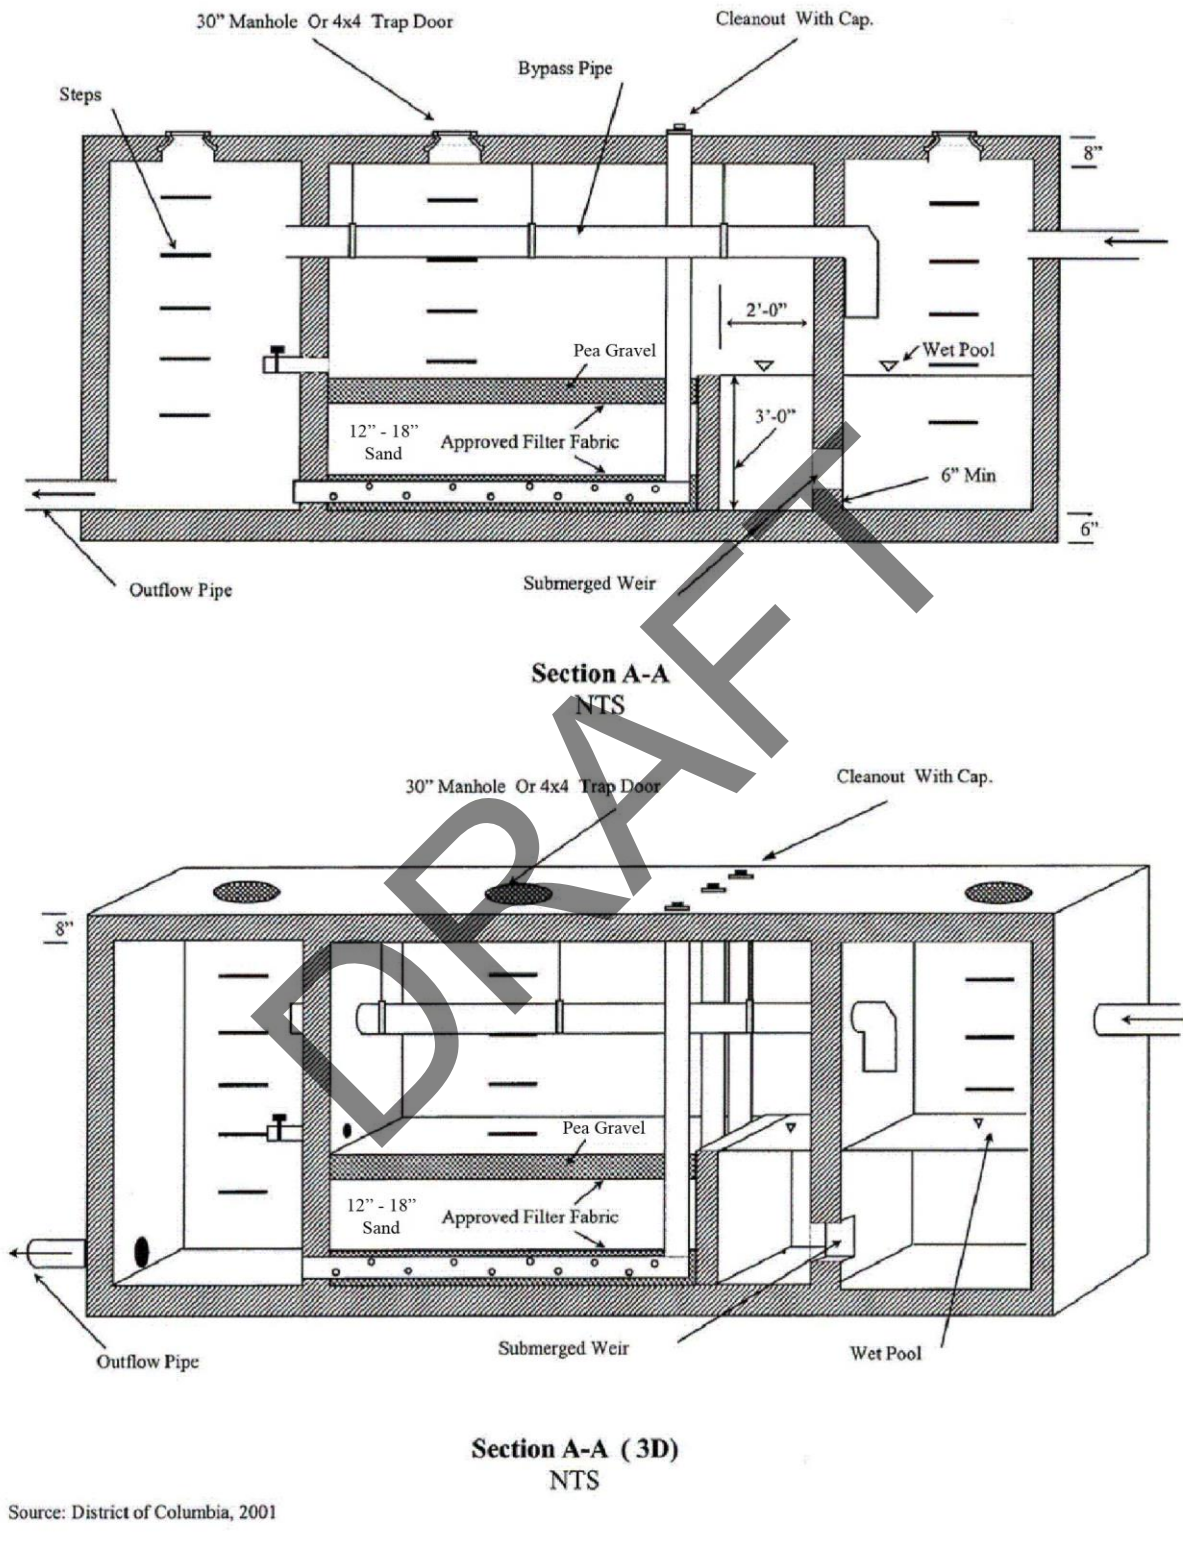 30” Manhole Or 4x4 Trap Door
Cleanout With Cap.
Bypass Pipe
Steps
8”
2’-0”
Wet Pool
Pea Gravel
3’-0”
12” - 18”
Sand
Approved Filter Fabric
6” Min
6”
Outflow Pipe
Submerged Weir
Section A-A
NTS
DRAFT
30” Manhole Or 4x4 Trap Door
Cleanout With Cap.
8”
Pea Gravel
12” - 18”
Sand
Approved Filter Fabric
Outflow Pipe
Submerged Weir
Wet Pool
Section A-A ( 3D)
NTS
Source: District of Columbia, 2001